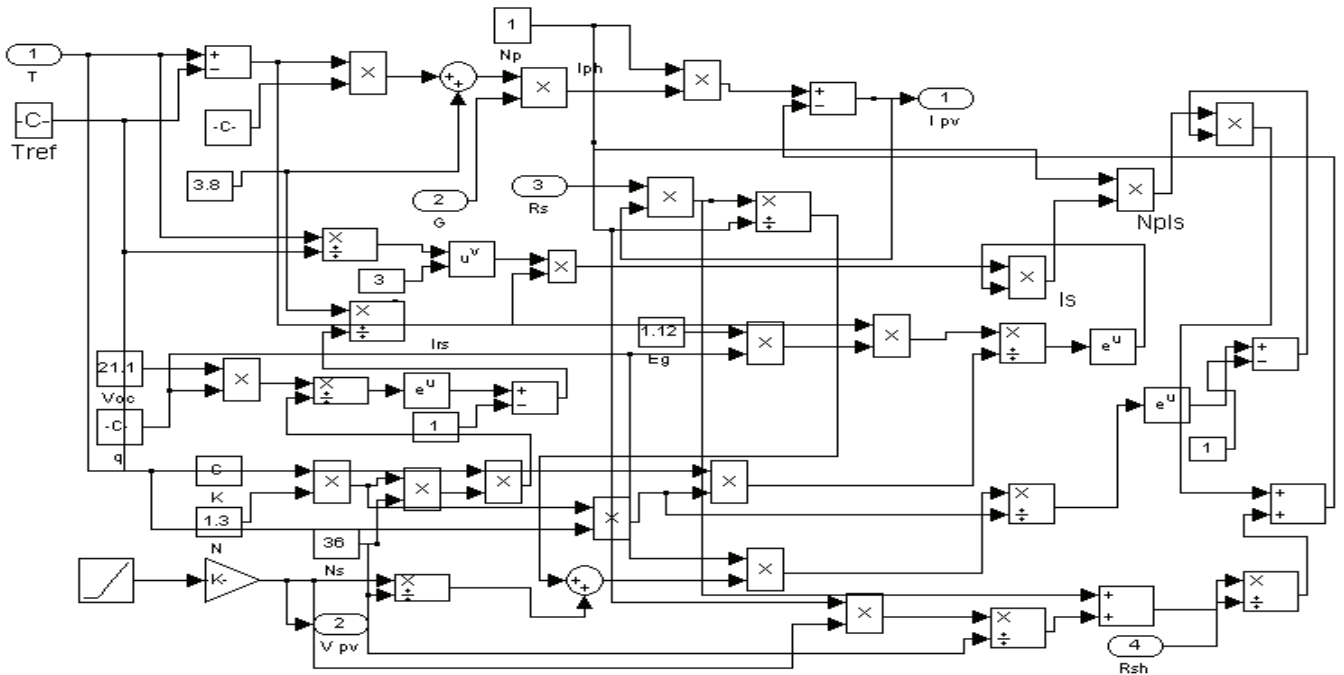 1
Np
1
T
+
−
×
-C-
Tref
-C-
+
+
×
Iph
×
+
−
1
I pv
×
3.8
2
G
3
Rs
×
×
÷
×
NpIs
×
÷
3
u^v
×
×
Is
×
÷
Irs
1.12
Eg
×
×
×
÷
e^u
+
−
21.1
Voc
×
×
÷
e^u
+
−
1
-C-
q
e^u
1
C
K
×
×
×
×
1.3
N
36
Ns
×
×
÷
+
+
K-
×
÷
+
+
×
2
V pv
×
×
÷
+
+
×
÷
4
Rsh